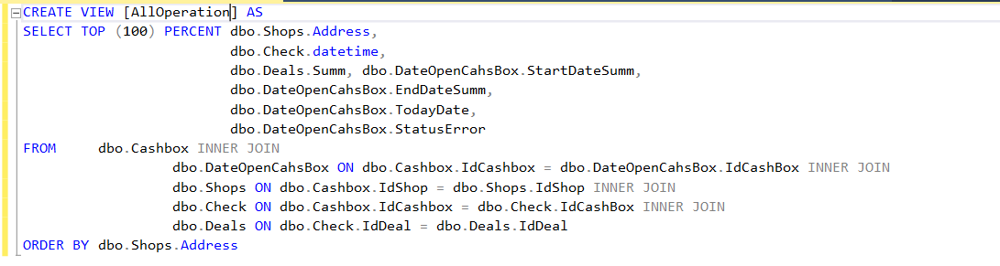 CREATE VIEW [AllOperation] AS
SELECT TOP (100) PERCENT dbo.Shops.Address,
dbo.Check.datetime,
dbo.Deals.Summ, dbo.DateOpenCahsBox.StartDateSumm,
dbo.DateOpenCahsBox.EndDateSumm,
dbo.DateOpenCahsBox.TodayDate,
dbo.DateOpenCahsBox.StatusError
FROM dbo.Cashbox INNER JOIN
dbo.DateOpenCahsBox ON dbo.Cashbox.IdCashbox = dbo.DateOpenCahsBox.IdCashBox INNER JOIN
dbo.Shops ON dbo.Cashbox.IdShop = dbo.Shops.IdShop INNER JOIN
dbo.Check ON dbo.Cashbox.IdCashbox = dbo.Check.IdCashBox INNER JOIN
dbo.Deals ON dbo.Check.IdDeal = dbo.Deals.IdDeal
ORDER BY dbo.Shops.Address